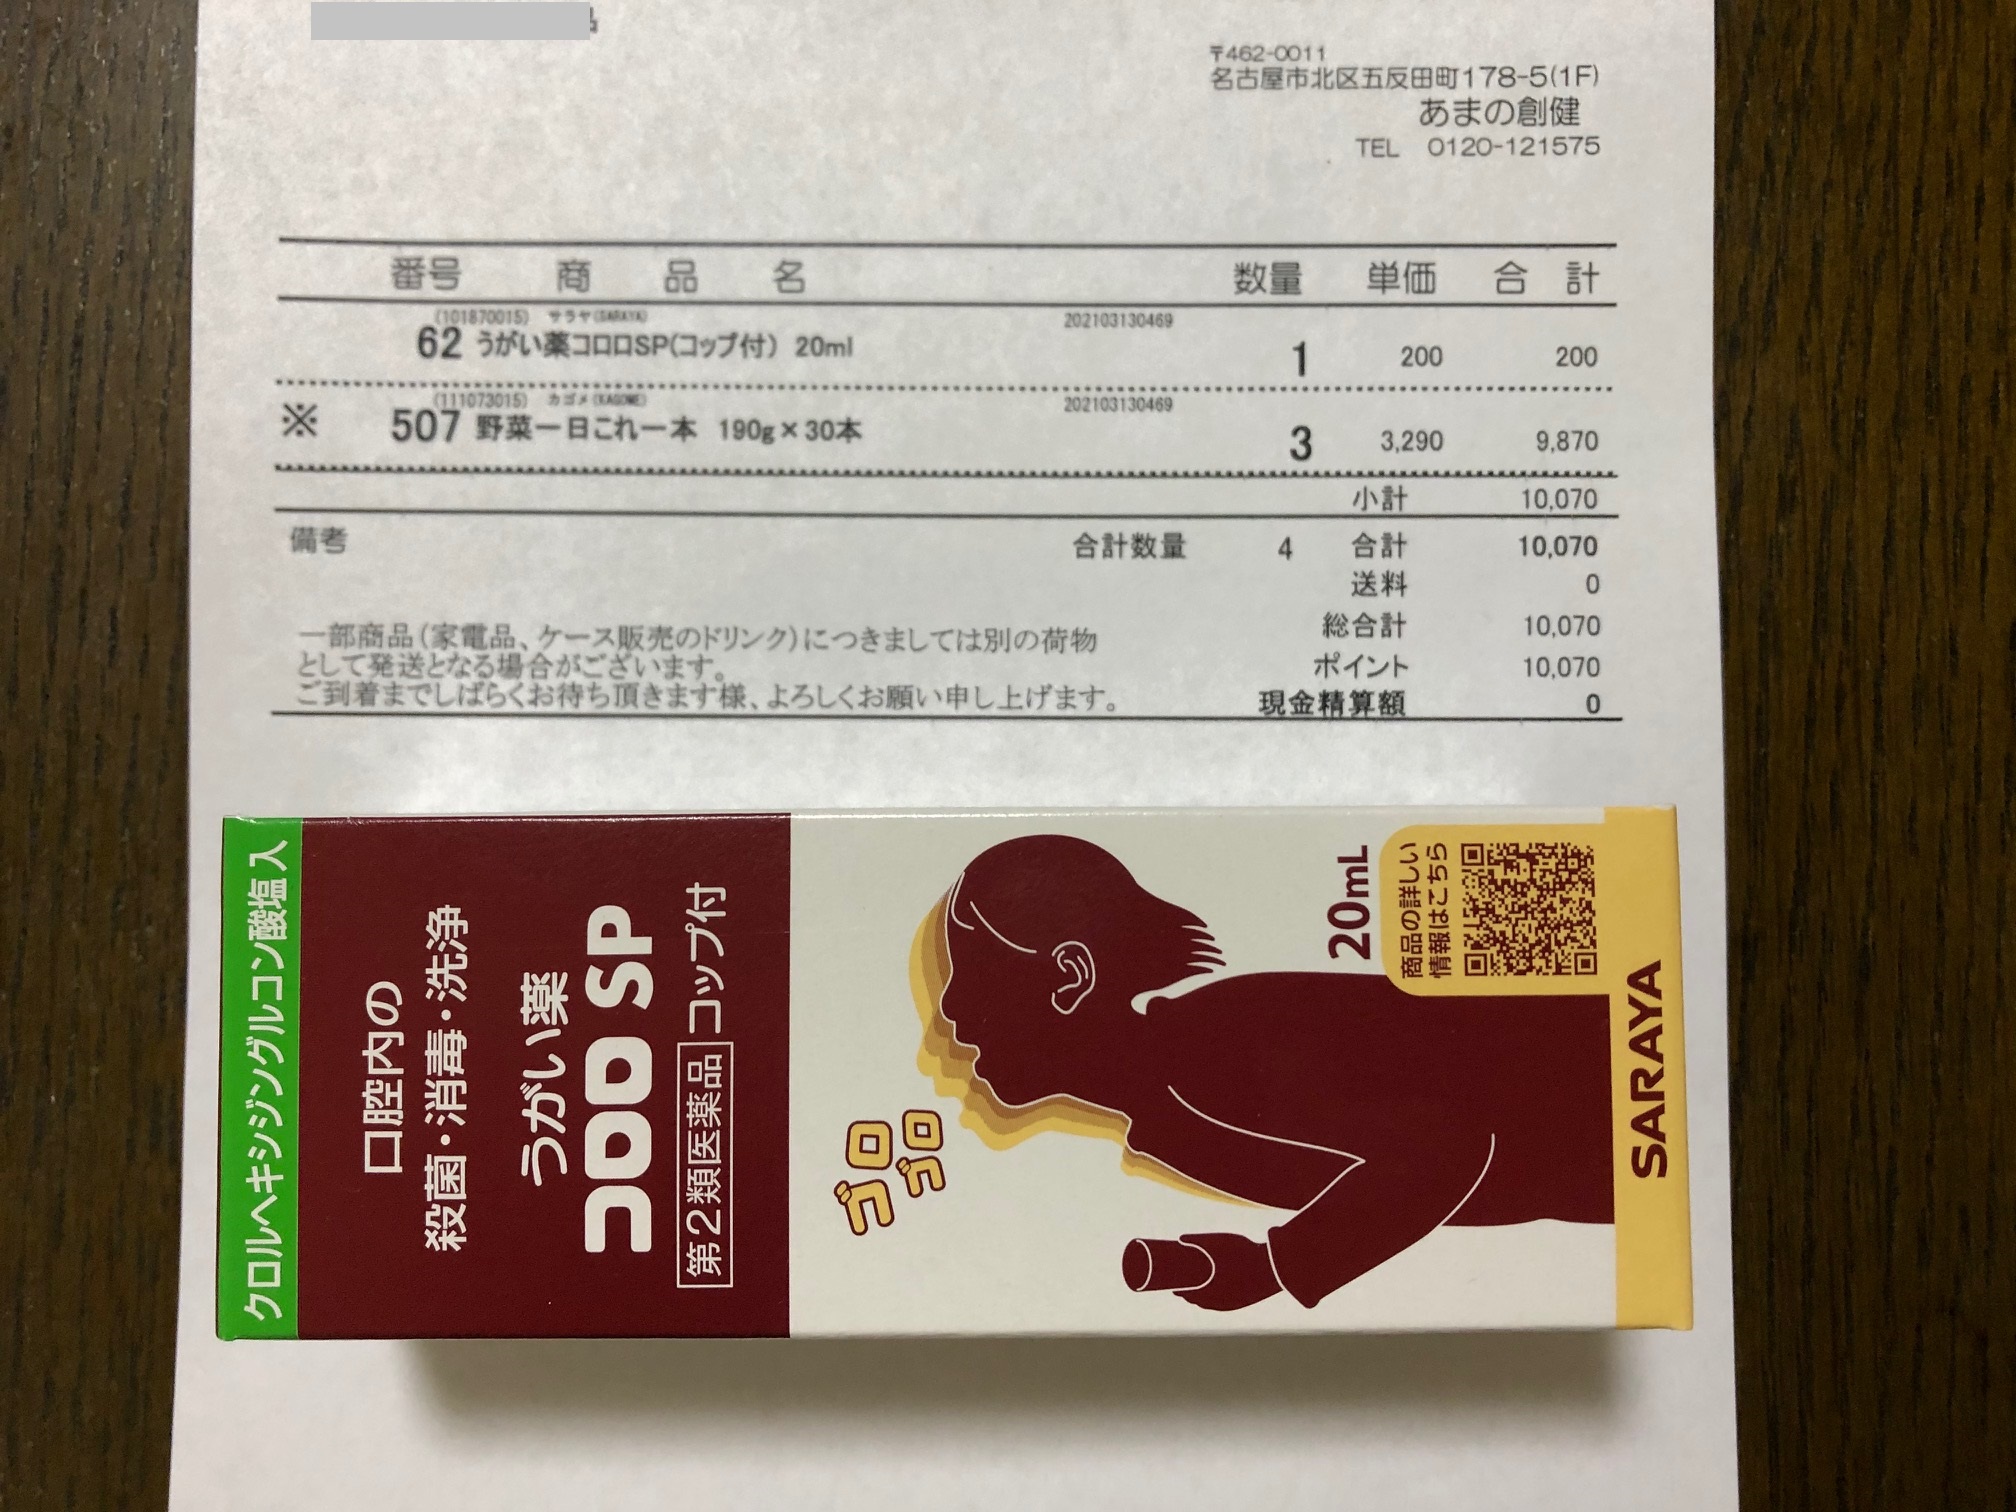 〒462-0011
名古屋市北区五反田町178-5(1F)
あまの創健
TEL 0120-121575
番号 商品名 数量 単価 合計
(101870015) サラヤ(SARAYA) 202103130469
62 うがい薬コロロSP(コップ付) 20ml 1 200 200
(111073015) カゴメ(KAGOME) 202103130469
※ 507 野菜一日これ一本 190g×30本 3 3,290 9,870
小計 10,070
備考 合計数量 4 合計 10,070
送料 0
総合計 10,070
ポイント 10,070
現金精算額 0
一部商品(家電品、ケース販売のドリンク)につきましては別の荷物
として発送となる場合がございます。
ご到着までしばらくお待ち頂きます様、よろしくお願い申し上げます。
クロルヘキシジングルコン酸塩入
口腔内の
殺菌・消毒・洗浄
うがい薬
コロロSP
第2類医薬品 コップ付
ゴロ
ゴロ
20mL
商品の詳しい
情報はこちら
SARAYA